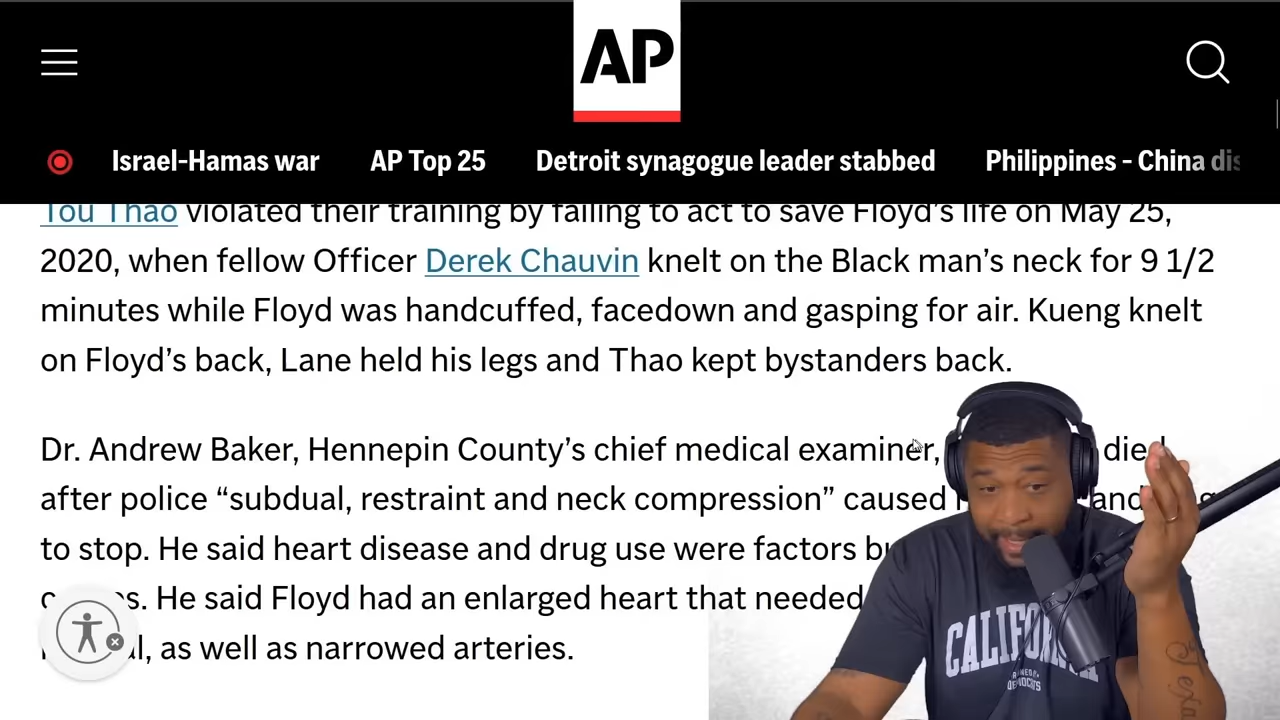 AP
Israel-Hamas war AP Top 25 Detroit synagogue leader stabbed Philippines - China dis
Tou Thao violated their training by failing to act to save Floyd’s life on May 25,
2020, when fellow Officer Derek Chauvin knelt on the Black man’s neck for 9 1/2
minutes while Floyd was handcuffed, facedown and gasping for air. Kueng knelt
on Floyd’s back, Lane held his legs and Thao kept bystanders back.
Dr. Andrew Baker, Hennepin County’s chief medical examiner, died
after police “subdual, restraint and neck compression” caused and
to stop. He said heart disease and drug use were factors
He said Floyd had an enlarged heart that needed
as well as narrowed arteries.
CALIFORNIA
Texa